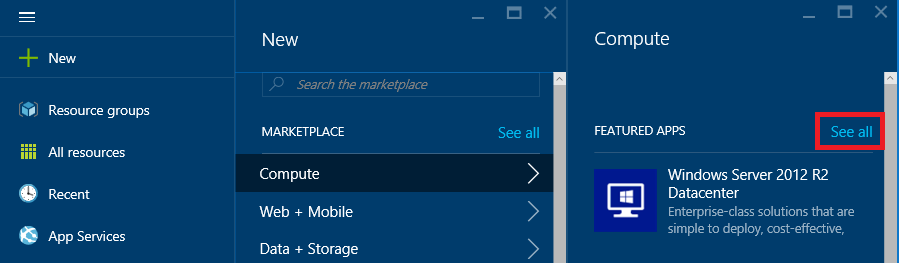 New
Resource groups
All resources
Recent
App Services
New
Search the marketplace
MARKETPLACE
See all
Compute
Web + Mobile
Data + Storage
Compute
FEATURED APPS
See all
Windows Server 2012 R2
Datacenter
Enterprise-class solutions that are
simple to deploy, cost-effective,